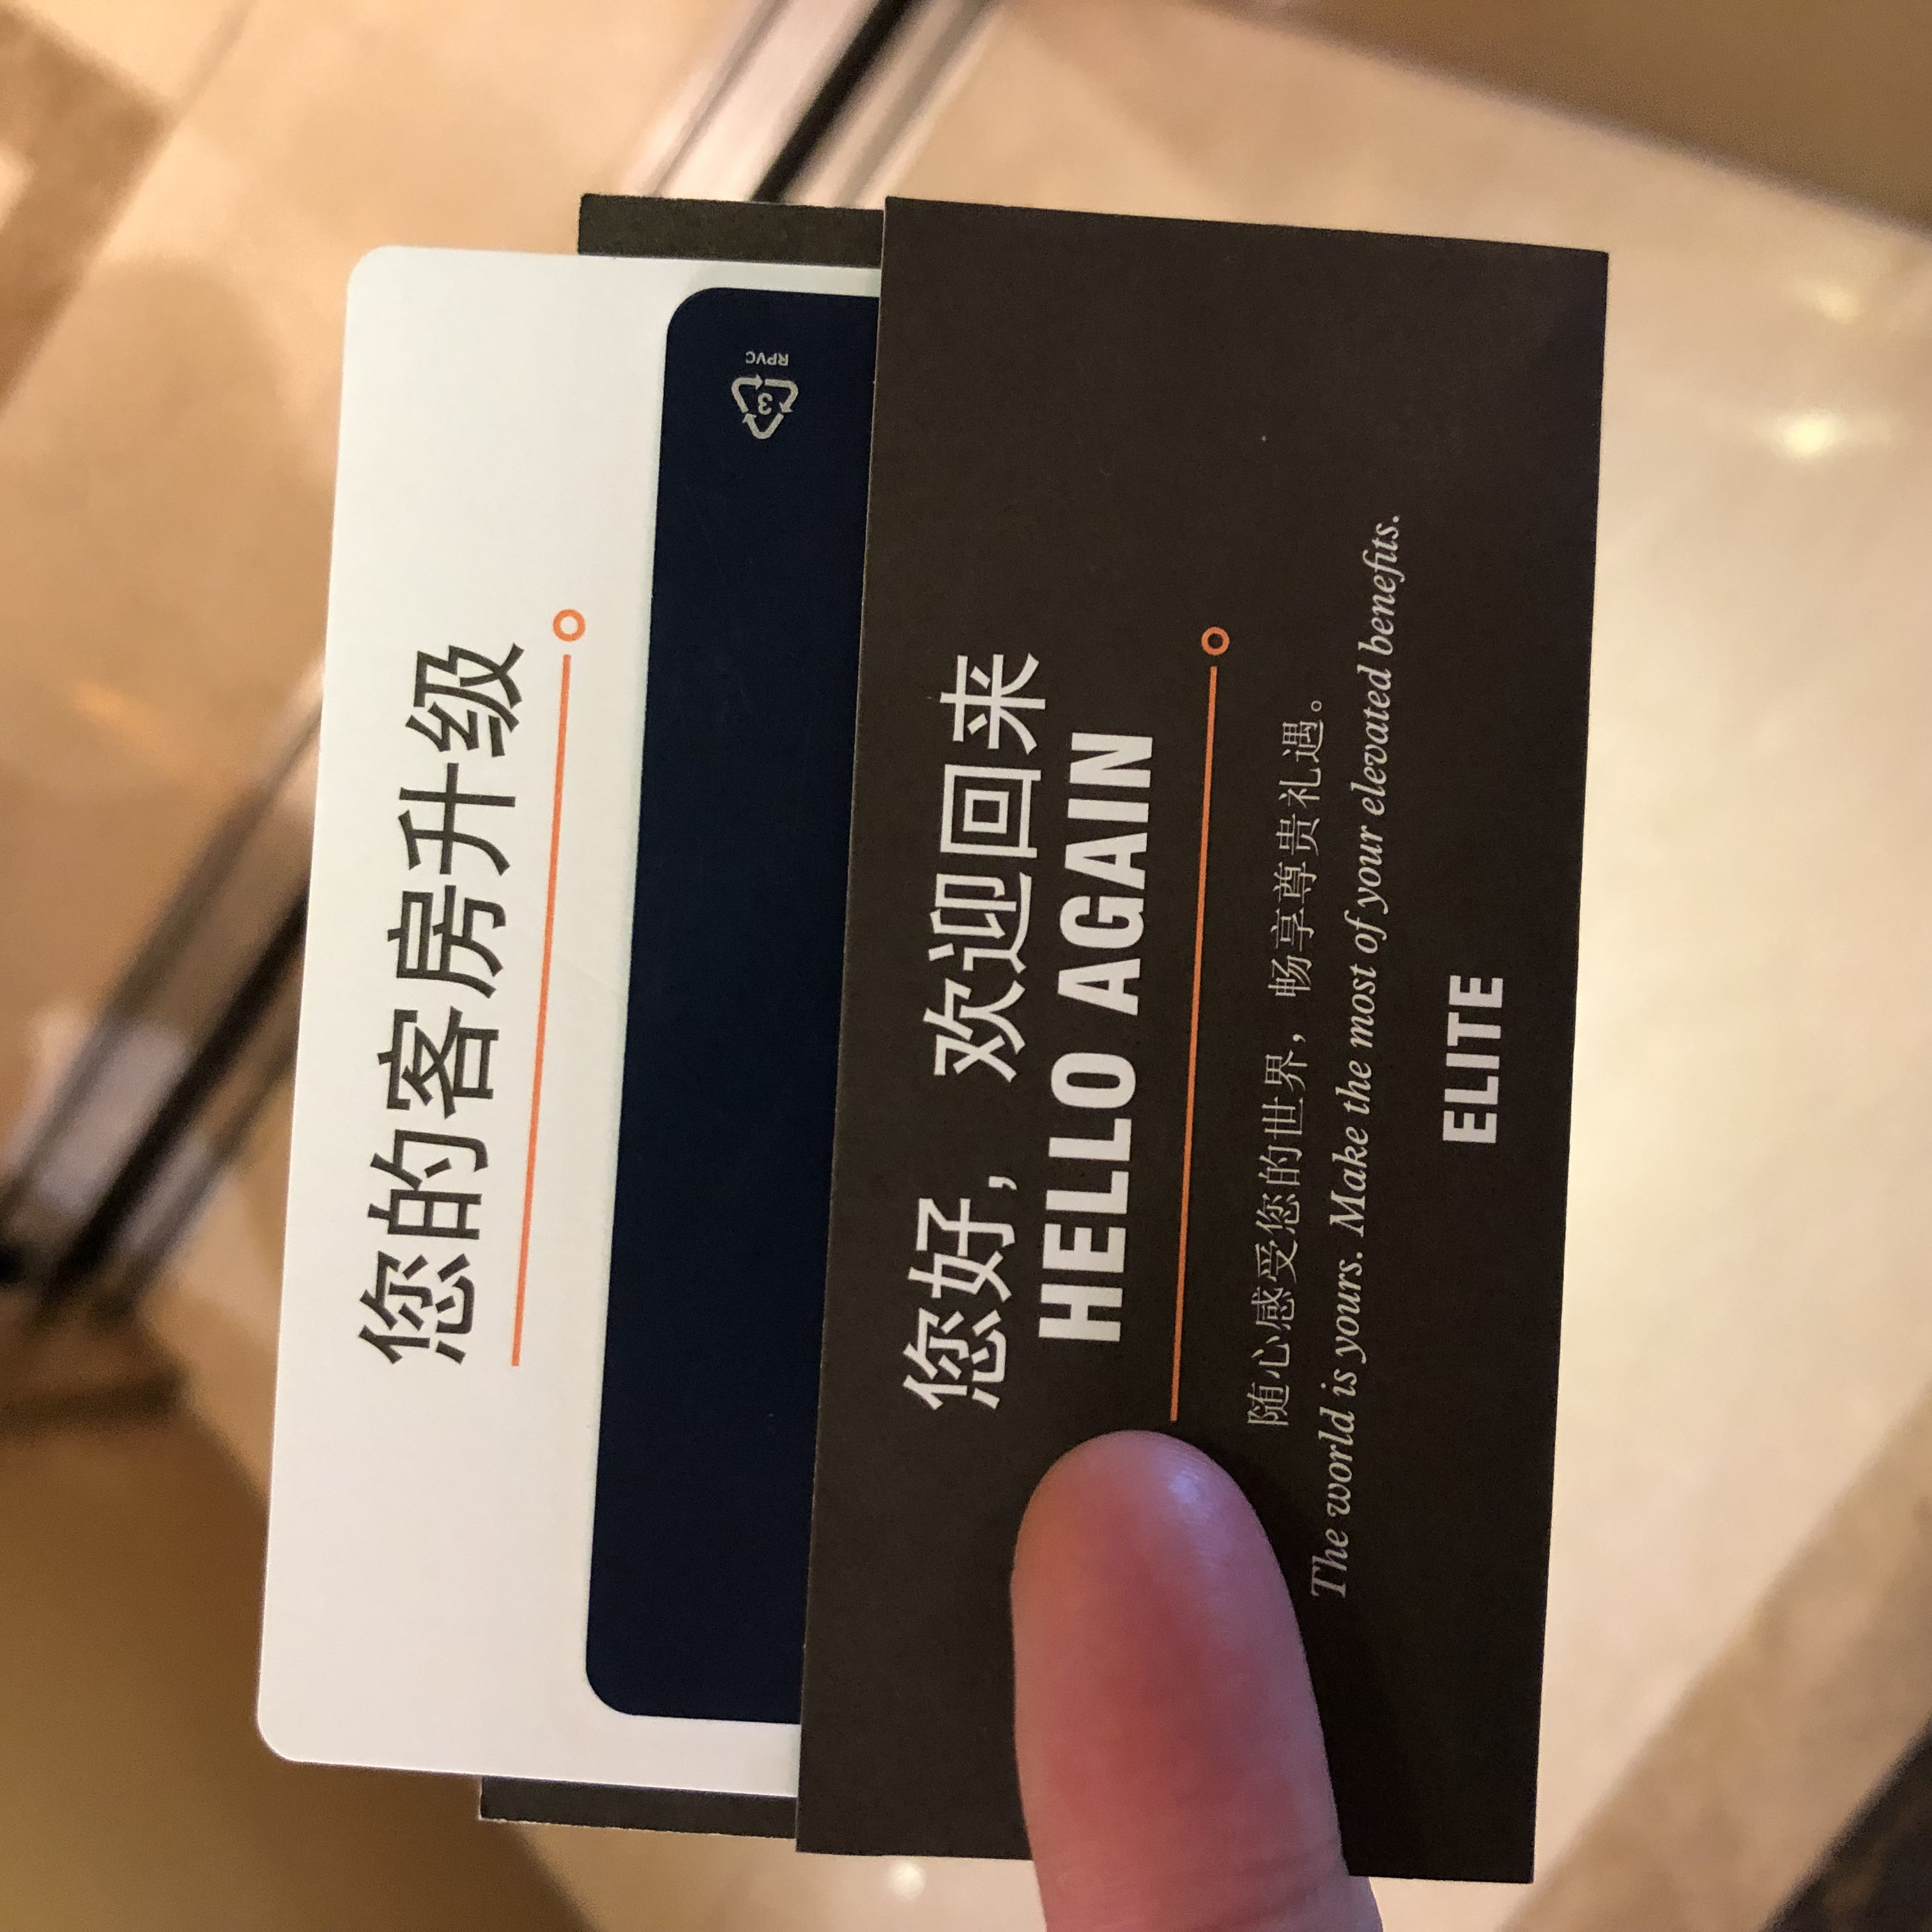 您的客房升级
RPVC
3
您好，欢迎回来
HELLO AGAIN
随心感受您的世界，畅享尊贵礼遇。
The world is yours. Make the most of your elevated benefits.
ELITE